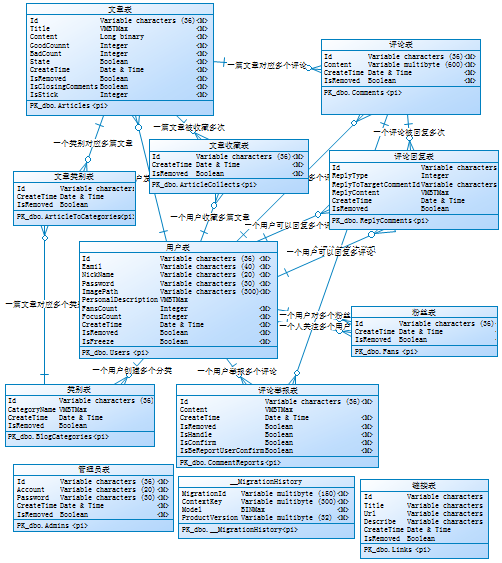 文章表
Id Variable characters (36) <M>
Title VMSTMax <M>
Content Long binary <M>
GoodCounnt Integer <M>
BadCount Integer <M>
State Boolean <M>
CreateTime Date & Time <M>
IsRemoved Boolean <M>
IsClosingComments Boolean <M>
IsStick Integer <M>
PK_dbo.Articles <pi>
评论表
Id Variable characters (36) <M>
Content Variable multibyte (600) <M>
CreateTime Date & Time <M>
IsRemoved Boolean <M>
PK_dbo.Comments <pi>
一篇文章对应多个评论
一篇文章被收藏多次
一个评论被回复多次
一个类别对应多篇文章
文章收藏表
Id Variable characters (36) <M>
CreateTime Date & Time <M>
IsRemoved Boolean <M>
PK_dbo.ArticleCollects <pi>
评论回复表
Id Variable characters
ReplyType Integer
ReplyToTargetCommentId Variable characters
ReplyContent VMSTMax
CreateTime Date & Time
IsRemoved Boolean
PK_dbo.ReplyComments <pi>
文章类别表
Id Variable characters (36)
CreateTime Date & Time
IsRemoved Boolean
PK_dbo.ArticleToCategories <pi>
一个用户收藏多篇文章
一个用户可以回复多个评论
一个用户可以回复多评论
用户表
Id Variable characters (36) <M>
Eamil Variable characters (40) <M>
NickName Variable characters (20) <M>
Password Variable characters (30) <M>
ImagePath Variable characters (300) <M>
PersonalDescription VMSTMax
FansCount Integer <M>
FocusCount Integer <M>
CreateTime Date & Time <M>
IsRemoved Boolean <M>
IsFreeze Boolean <M>
PK_dbo.Users <pi>
一篇文章对应多个类
一个用户对多个粉丝
一个人关注多个用户
粉丝表
Id Variable characters (36)
CreateTime Date & Time <M>
IsRemoved Boolean <M>
PK_dbo.Fans <pi>
一个用户创建多个分类
一个用户举报多个评论
类别表
Id Variable characters (36)
CategoryName VMSTMax
CreateTime Date & Time
IsRemoved Boolean
PK_dbo.BlogCategories <pi>
评论举报表
Id Variable characters (36) <M>
Content VMSTMax
CreateTime Date & Time <M>
IsRemoved Boolean <M>
IsHandle Boolean <M>
IsConfirm Boolean <M>
IsBeReportUserConfirm Boolean <M>
PK_dbo.CommentReports <pi>
管理员表
Id Variable characters (36) <M>
Account Variable characters (20) <M>
Password Variable characters (30) <M>
CreateTime Date & Time <M>
IsRemoved Boolean <M>
PK_dbo.Admins <pi>
__MigrationHistory
MigrationId Variable multibyte (150) <M>
ContextKey Variable multibyte (300) <M>
Model BINMax <M>
ProductVersion Variable multibyte (32) <M>
PK_dbo.__MigrationHistory <pi>
链接表
Id Variable characters
Title Variable characters
Url Variable characters
Describe Variable characters
CreateTime Date & Time
IsRemoved Boolean
PK_dbo.Links <pi>